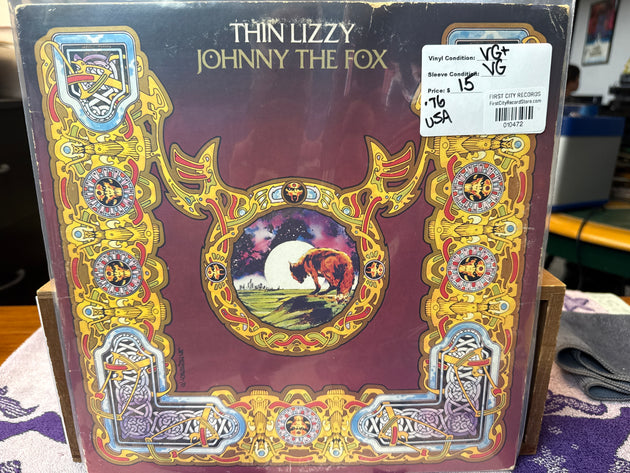 THIN LIZZY
JOHNNY THE FOX
Vinyl Condition: VG+
Sleeve Condition: VG
Price: $ 15
.76
USA
FIRST CITY RECORDS
FirstCityRecordStore.com
010472